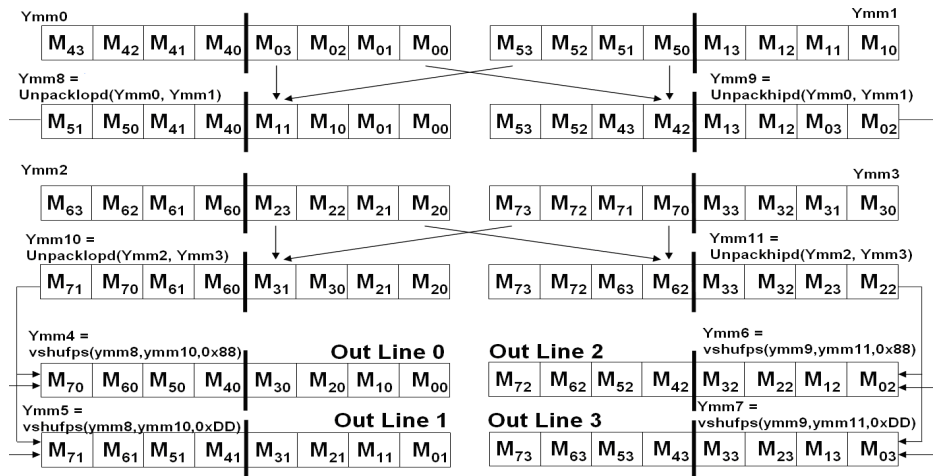 Ymm0 Ymm1
M43 M42 M41 M40 M03 M02 M01 M00 M53 M52 M51 M50 M13 M12 M11 M10
Ymm8 = Ymm9 =
Unpacklopd(Ymm0, Ymm1) Unpackhipd(Ymm0, Ymm1)
M51 M50 M41 M40 M11 M10 M01 M00 M53 M52 M43 M42 M13 M12 M03 M02
Ymm2 Ymm3
M63 M62 M61 M60 M23 M22 M21 M20 M73 M72 M71 M70 M33 M32 M31 M30
Ymm10 = Ymm11 =
Unpacklopd(Ymm2, Ymm3) Unpackhipd(Ymm2, Ymm3)
M71 M70 M61 M60 M31 M30 M21 M20 M73 M72 M63 M62 M33 M32 M23 M22
Ymm4 = Ymm6 =
vshufps(ymm8,ymm10,0x88) Out Line 0 Out Line 2 vshufps(ymm9,ymm11,0x88)
M70 M60 M50 M40 M30 M20 M10 M00 M72 M62 M52 M42 M32 M22 M12 M02
Ymm5 = Ymm7 =
vshufps(ymm8,ymm10,0xDD) Out Line 1 Out Line 3 vshufps(ymm9,ymm11,0xDD)
M71 M61 M51 M41 M31 M21 M11 M01 M73 M63 M53 M43 M33 M23 M13 M03